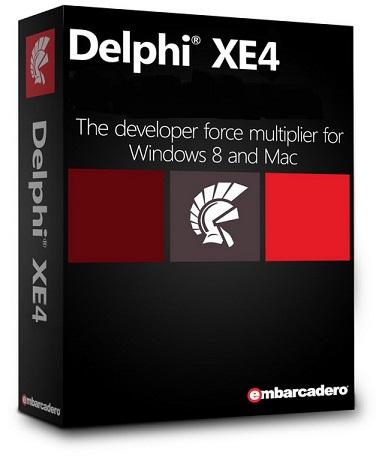 Delphi® XE4
The developer force multiplier for
Windows 8 and Mac
Delphi® XE4
embarcadero®